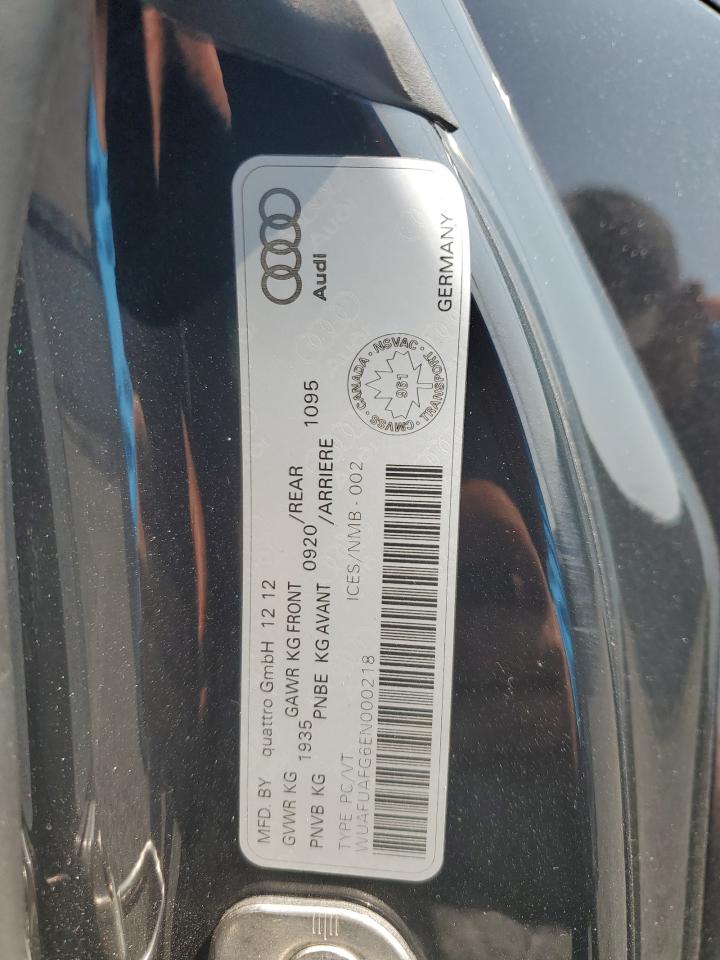 Audi
GERMANY
MFD. BY quattro GmbH 12 12
GVWR KG 1935 GAWR KG FRONT 0920 /REAR 1095
PNVB KG PNBE KG AVANT /ARRIERE
TYPE PC/VT ICES/NMB - 002
WUAFUAFG6EN000218
CMVSS · CANADA · NSVAC · TRANSPORT ·
961